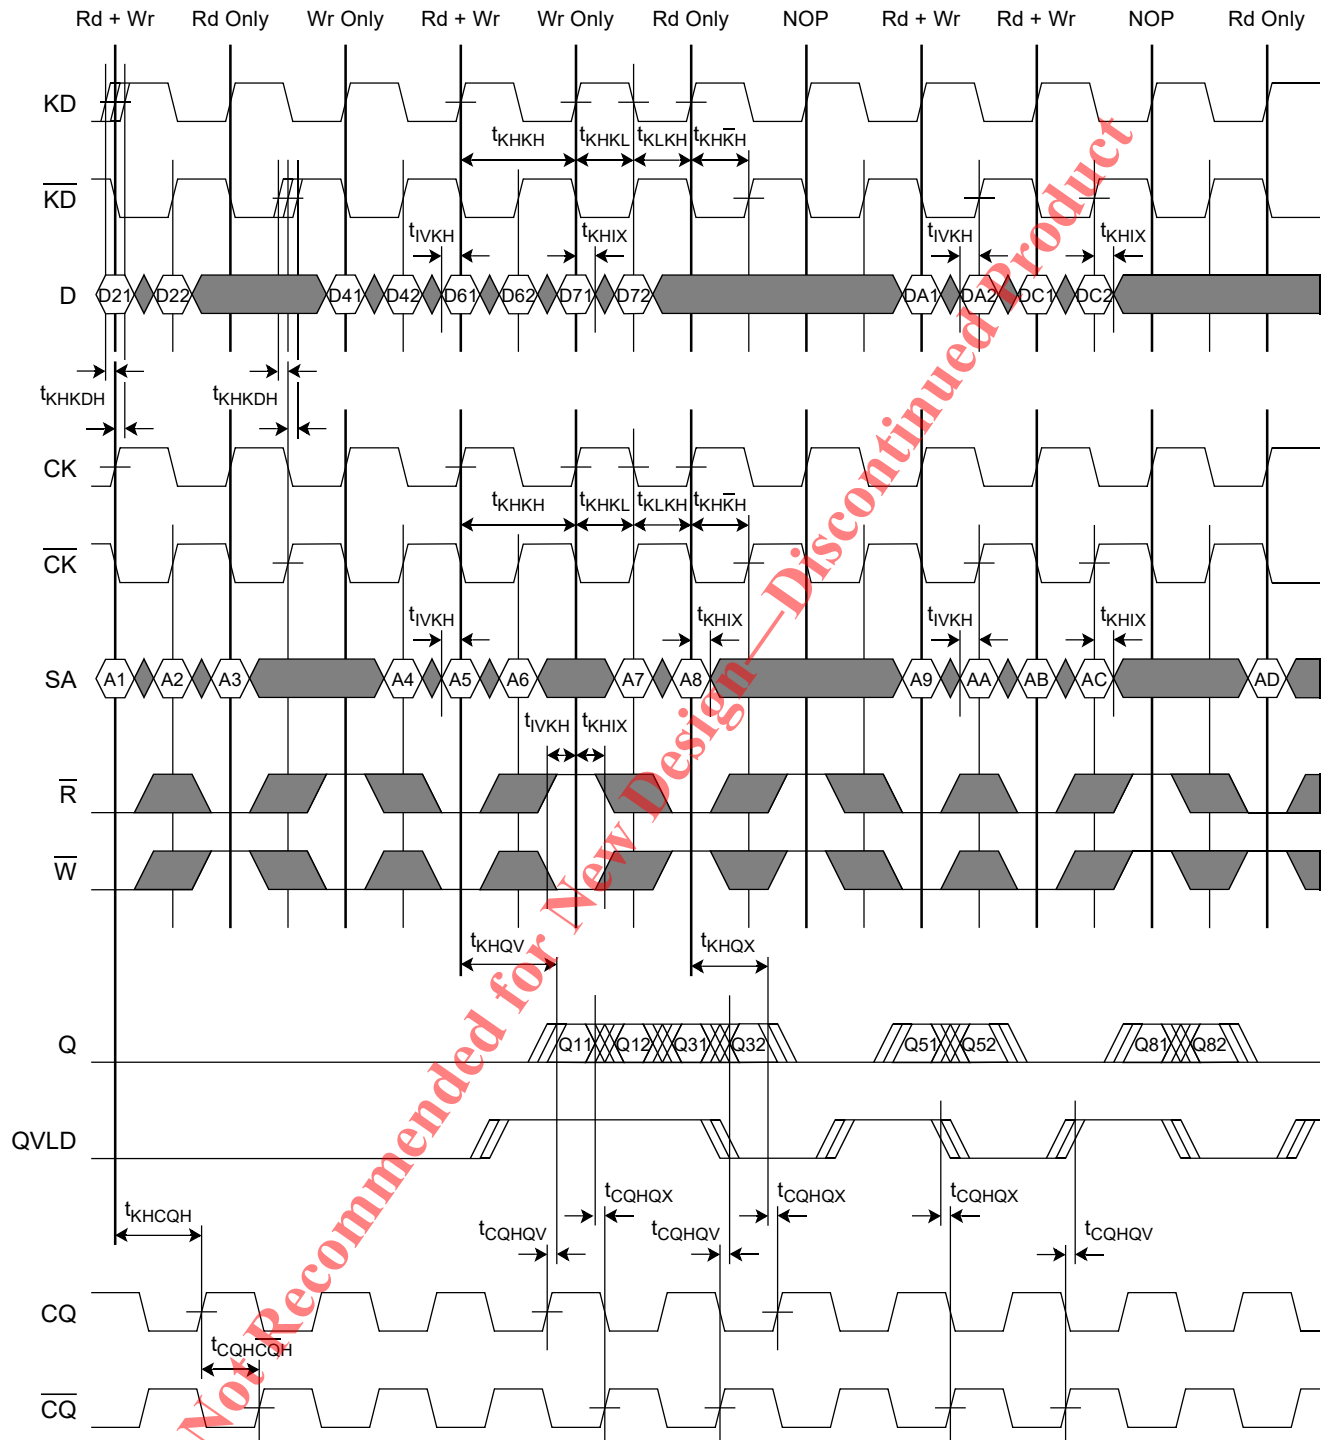 Rd + Wr Rd Only Wr Only Rd + Wr Wr Only Rd Only NOP Rd + Wr Rd + Wr NOP Rd Only
KD
tKHKH tKHKL tKLKH tKHK̅H
K̅D̅
tIVKH tKHIX tIVKH tKHIX
D D21 D22 D41 D42 D61 D62 D71 D72 DA1 DA2 DC1 DC2
tKHKDH tKHKDH
CK
tKHKH tKHKL tKLKH tKHK̅H
C̅K̅
tIVKH tKHIX tIVKH tKHIX
SA A1 A2 A3 A4 A5 A6 A7 A8 A9 AA AB AC AD
tIVKH tKHIX
R̅
W̅
tKHQV tKHQX
Q Q11 Q12 Q31 Q32 Q51 Q52 Q81 Q82
QVLD
tKHCQH tCQHQV tCQHQX tCQHQV tCQHQX tCQHQX tCQHQV
CQ
tCQHC̅Q̅H
C̅Q̅
Not Recommended for New Design—Discontinued Product